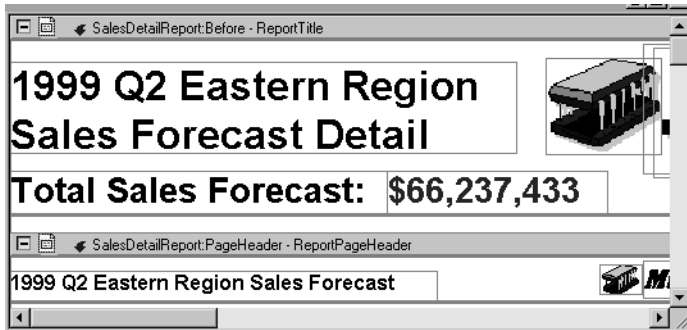 SalesDetailReport:Before - ReportTitle
1999 Q2 Eastern Region
Sales Forecast Detail
Total Sales Forecast: $66,237,433
SalesDetailReport:PageHeader - ReportPageHeader
1999 Q2 Eastern Region Sales Forecast